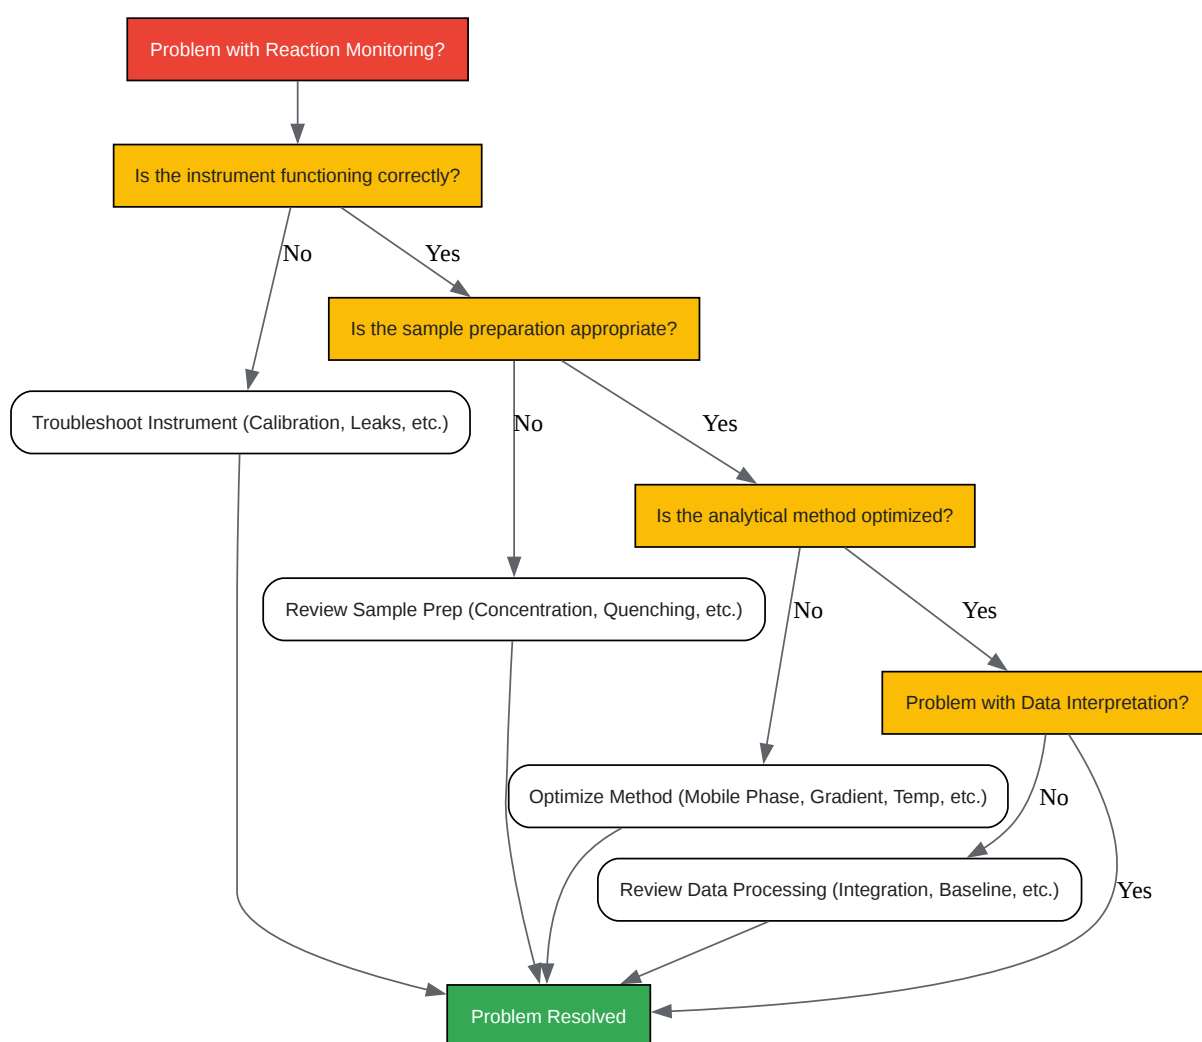 Problem with Reaction Monitoring?
Is the instrument functioning correctly?
No
Yes
Is the sample preparation appropriate?
Troubleshoot Instrument (Calibration, Leaks, etc.)
No
Yes
Is the analytical method optimized?
Review Sample Prep (Concentration, Quenching, etc.)
No
Yes
Problem with Data Interpretation?
Optimize Method (Mobile Phase, Gradient, Temp, etc.)
No
Review Data Processing (Integration, Baseline, etc.)
Yes
Problem Resolved